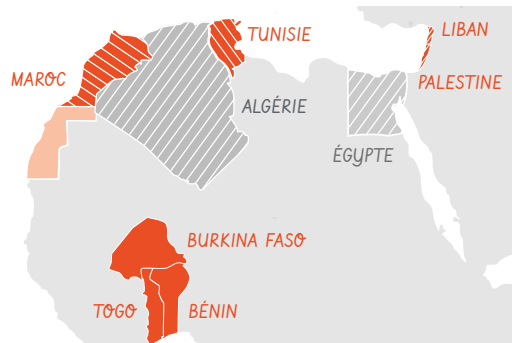 TUNISIE
LIBAN
MAROC
PALESTINE
ALGÉRIE
ÉGYPTE
BURKINA FASO
TOGO
BÉNIN